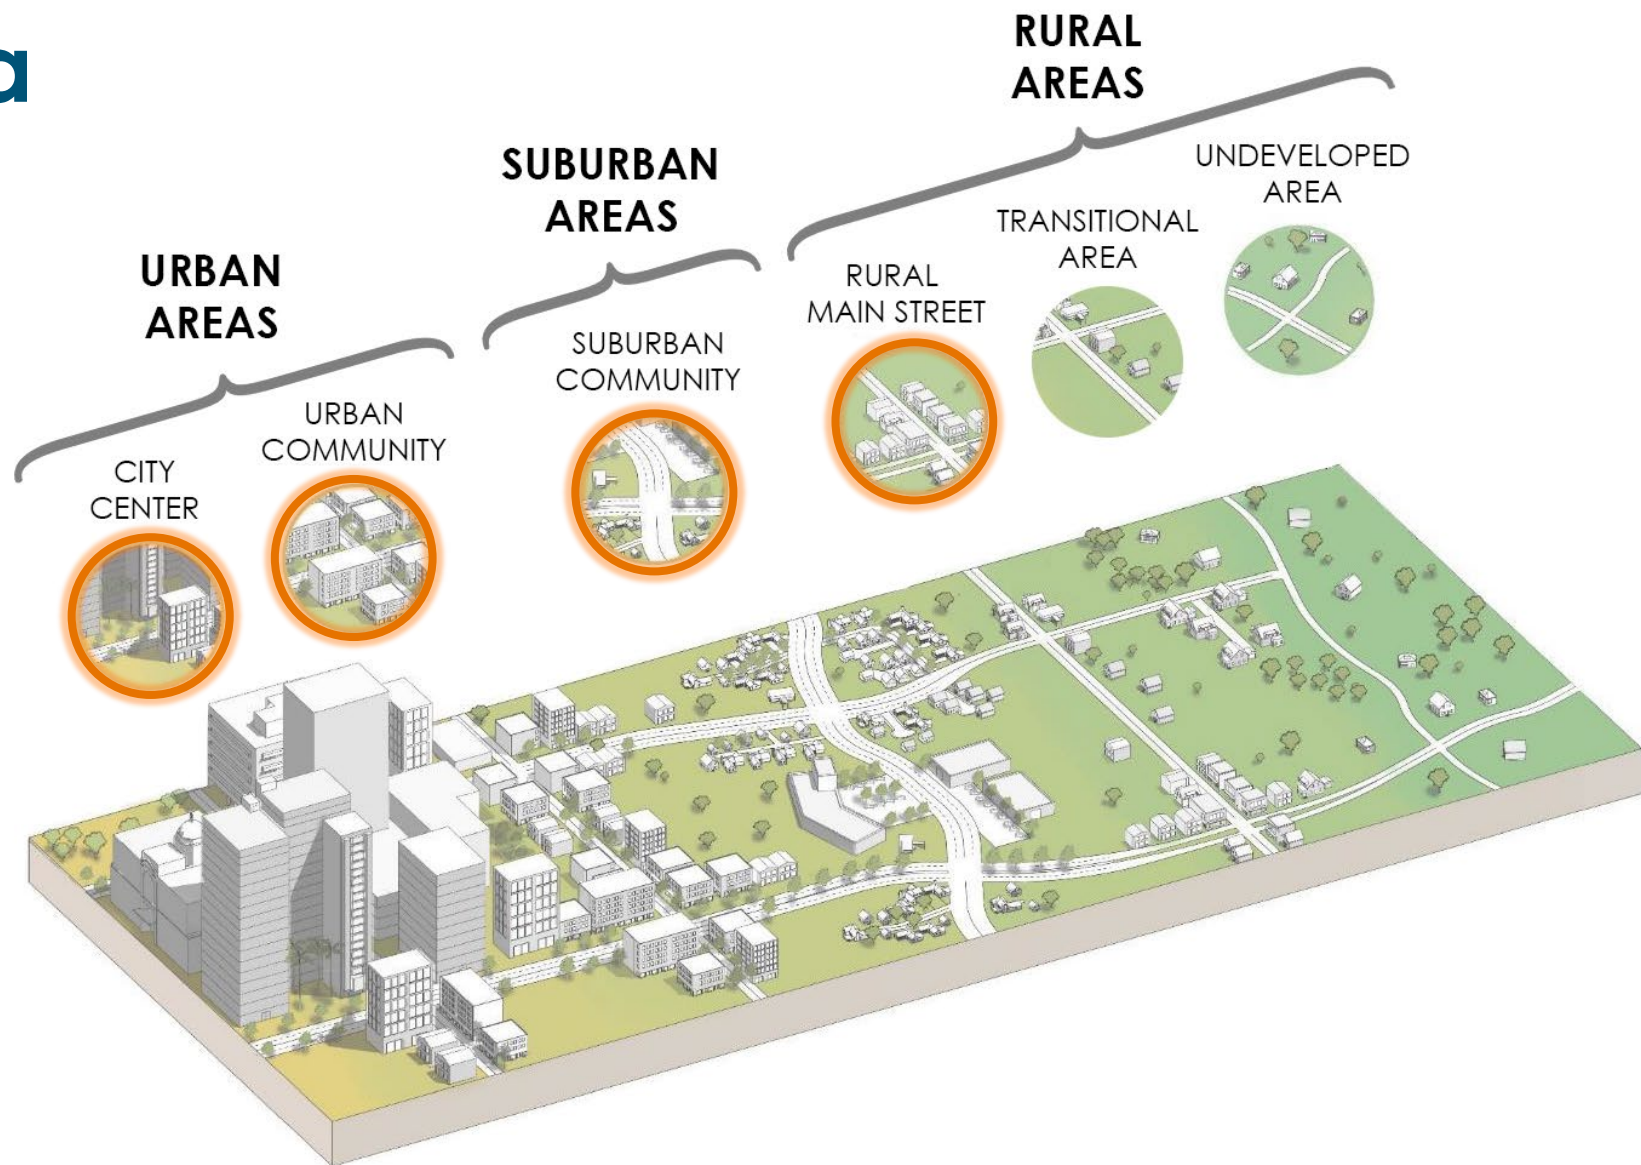 a
RURAL
AREAS
SUBURBAN
AREAS
URBAN
AREAS
UNDEVELOPED
AREA
TRANSITIONAL
AREA
RURAL
MAIN STREET
SUBURBAN
COMMUNITY
URBAN
COMMUNITY
CITY
CENTER